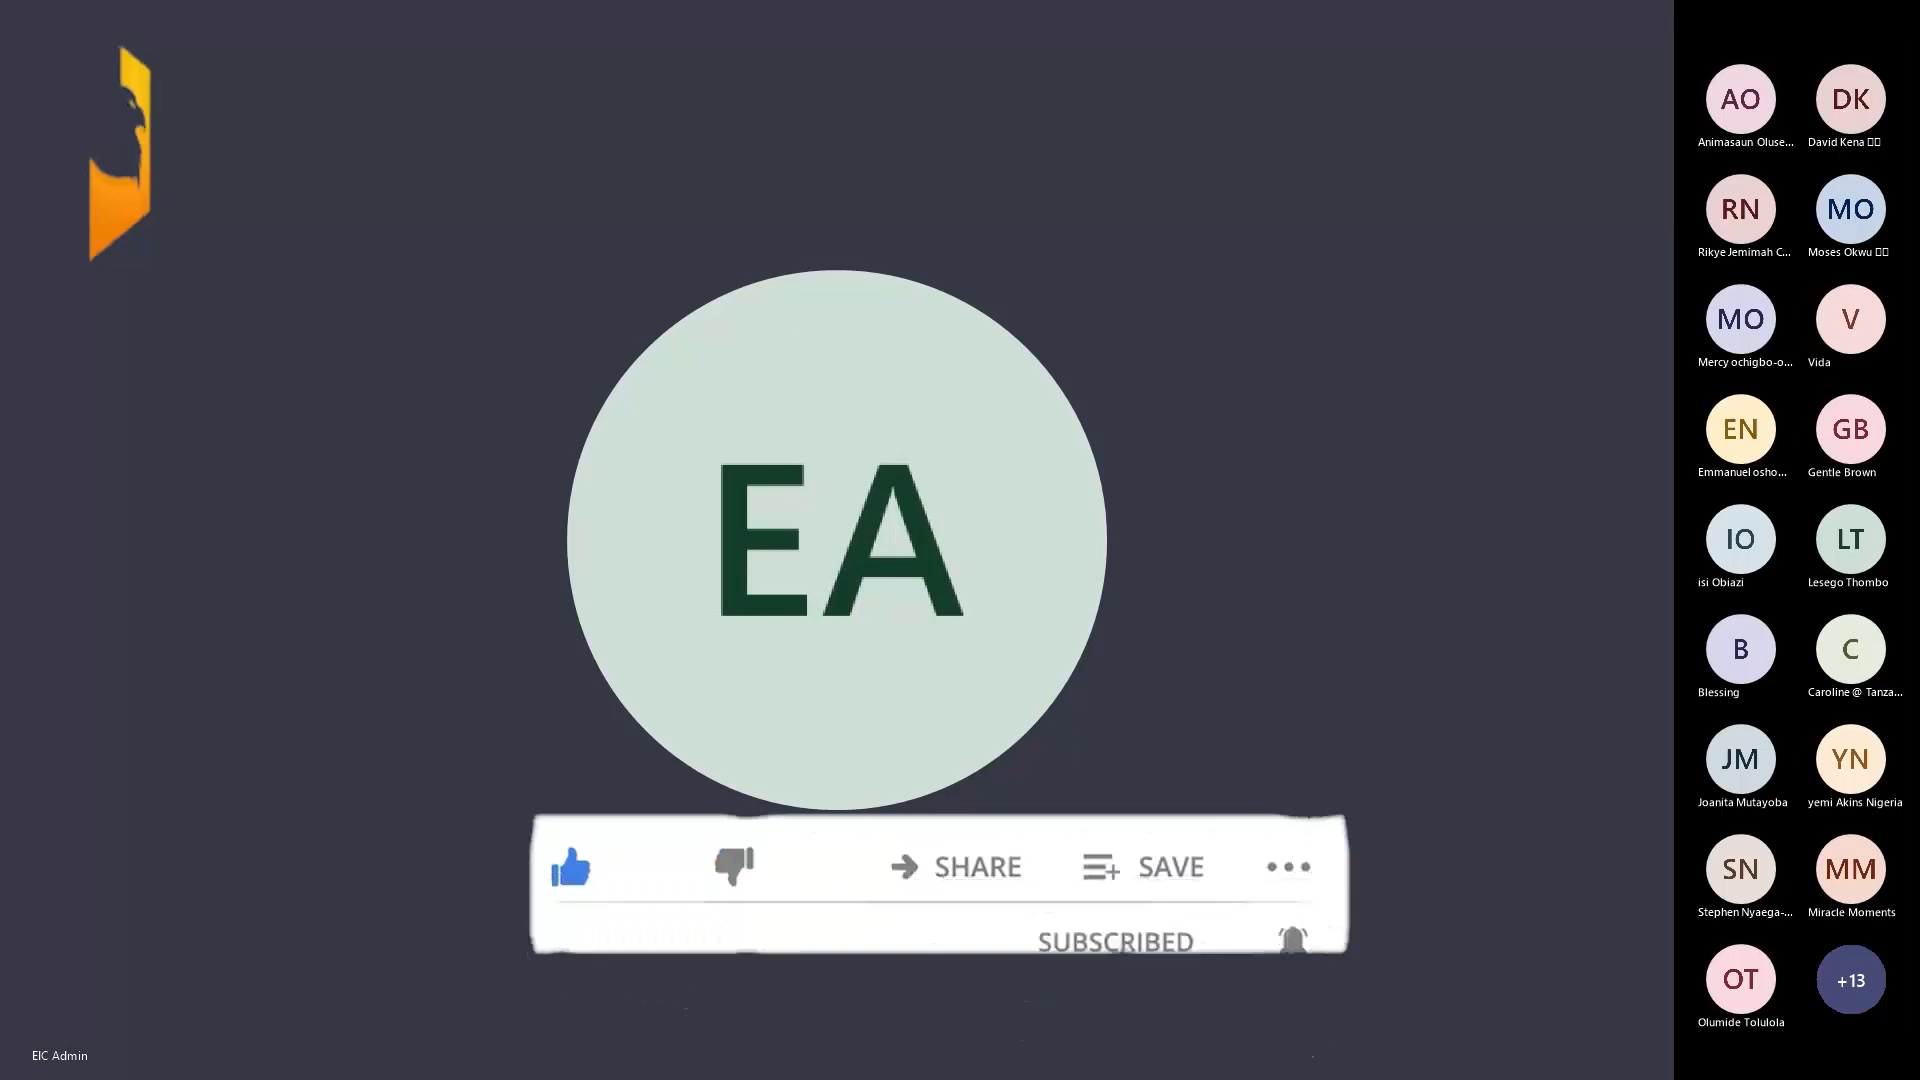 EA
SHARE SAVE
SUBSCRIBED
EIC Admin
AO DK
Animasaun Oluse... David Kena
RN MO
Rikye Jemimah C... Moses Okwu
MO V
Mercy ochigbo-o... Vida
EN GB
Emmanuel osho... Gentle Brown
IO LT
isi Obiazi Lesego Thombo
B C
Blessing Caroline @ Tanza...
JM YN
Joanita Mutayoba yemi Akins Nigeria
SN MM
Stephen Nyaega-... Miracle Moments
OT +13
Olumide Tolulola